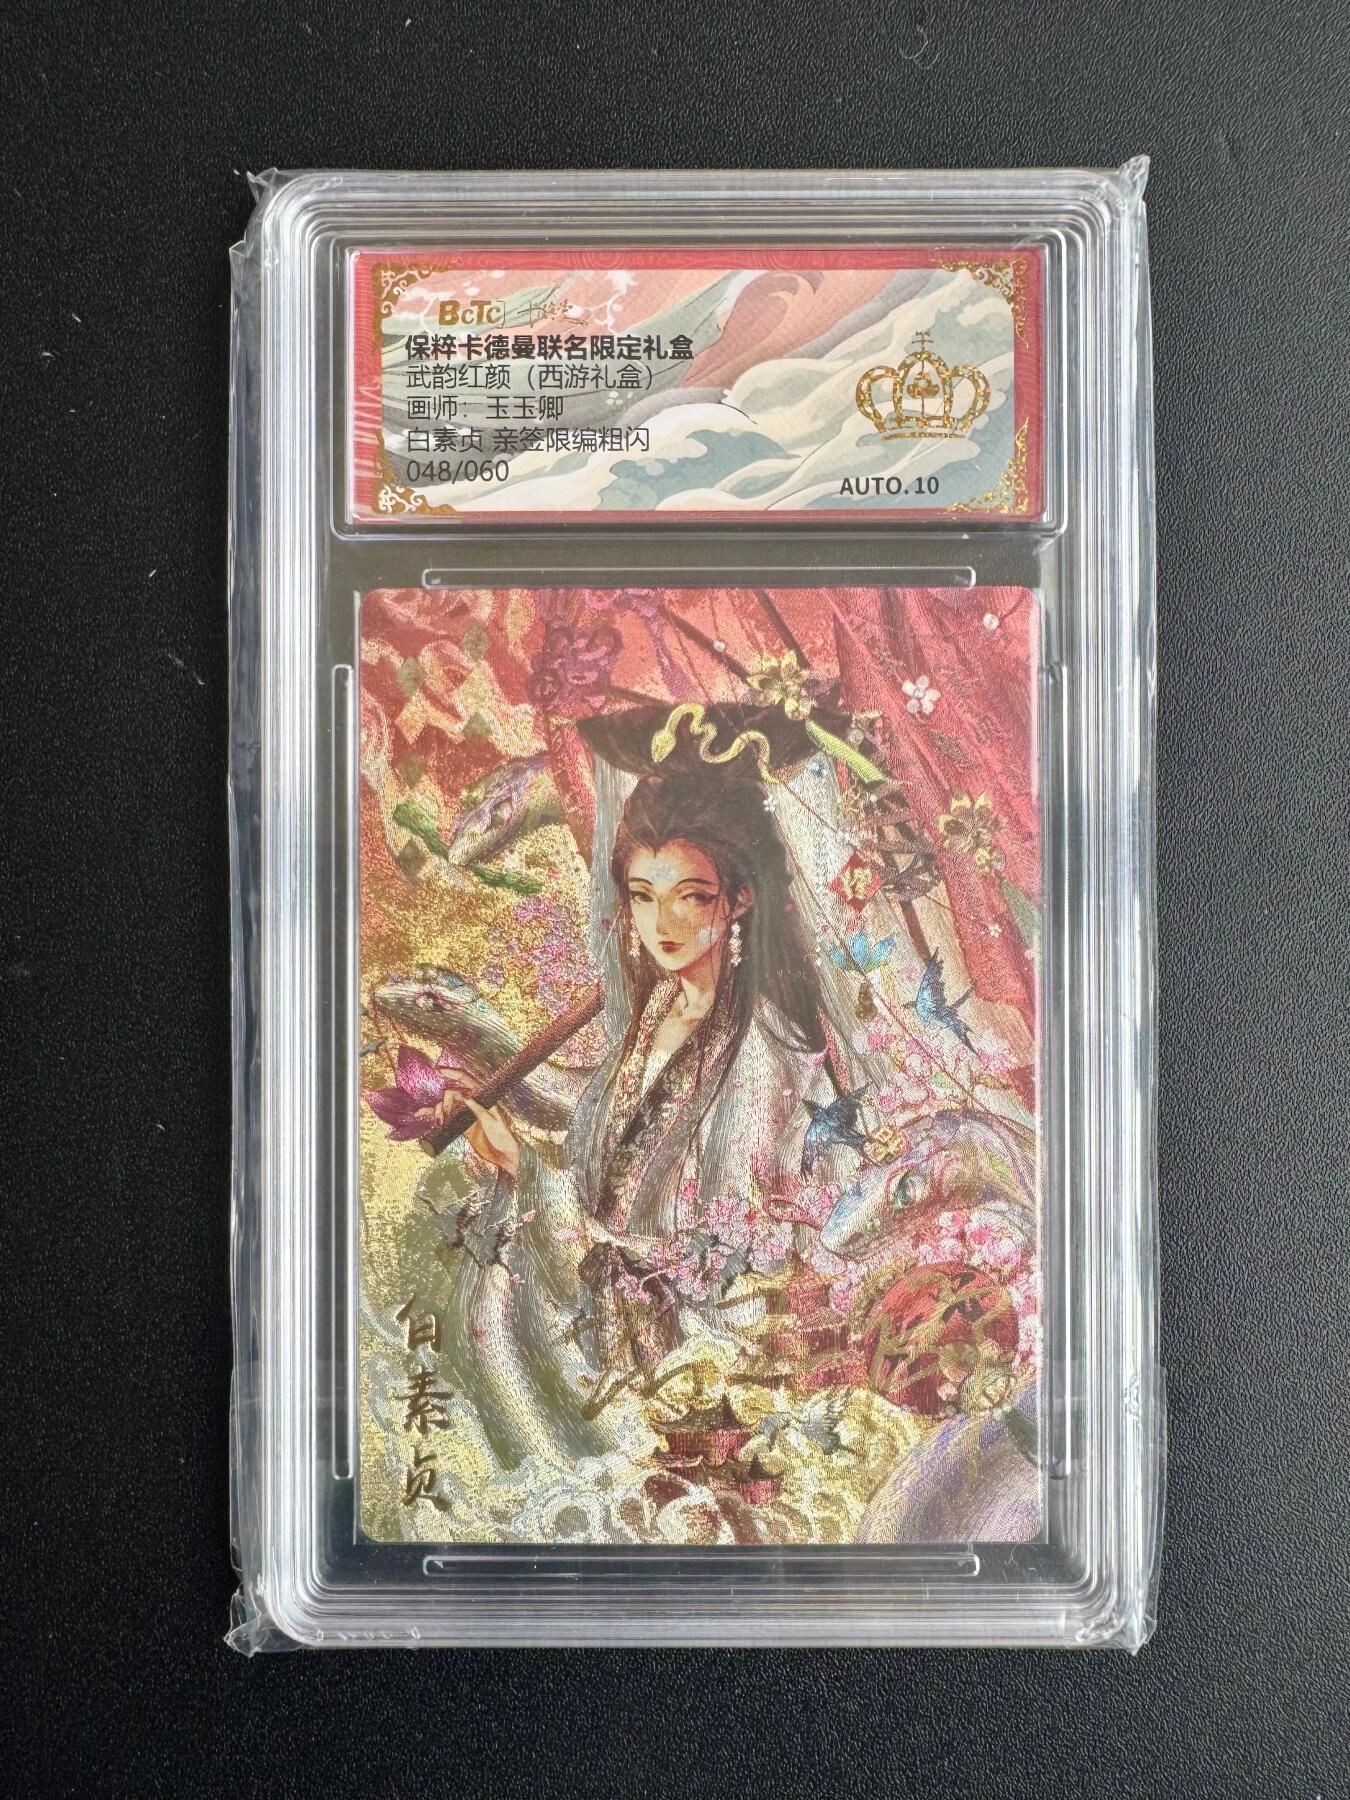 BcTC
保粹卡德曼联名限定礼盒
武韵红颜（西游礼盒）
画师：玉玉卿
白素贞 亲签限编粗闪
048/060
AUTO.10
白素贞